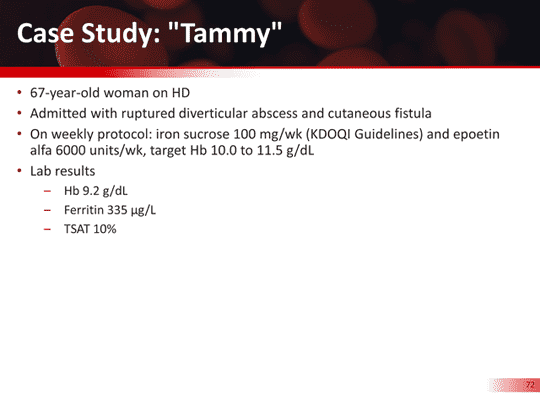 Case Study: "Tammy"
• 67-year-old woman on HD
• Admitted with ruptured diverticular abscess and cutaneous fistula
• On weekly protocol: iron sucrose 100 mg/wk (KDOQI Guidelines) and epoetin
alfa 6000 units/wk, target Hb 10.0 to 11.5 g/dL
• Lab results
– Hb 9.2 g/dL
– Ferritin 335 µg/L
– TSAT 10%
72